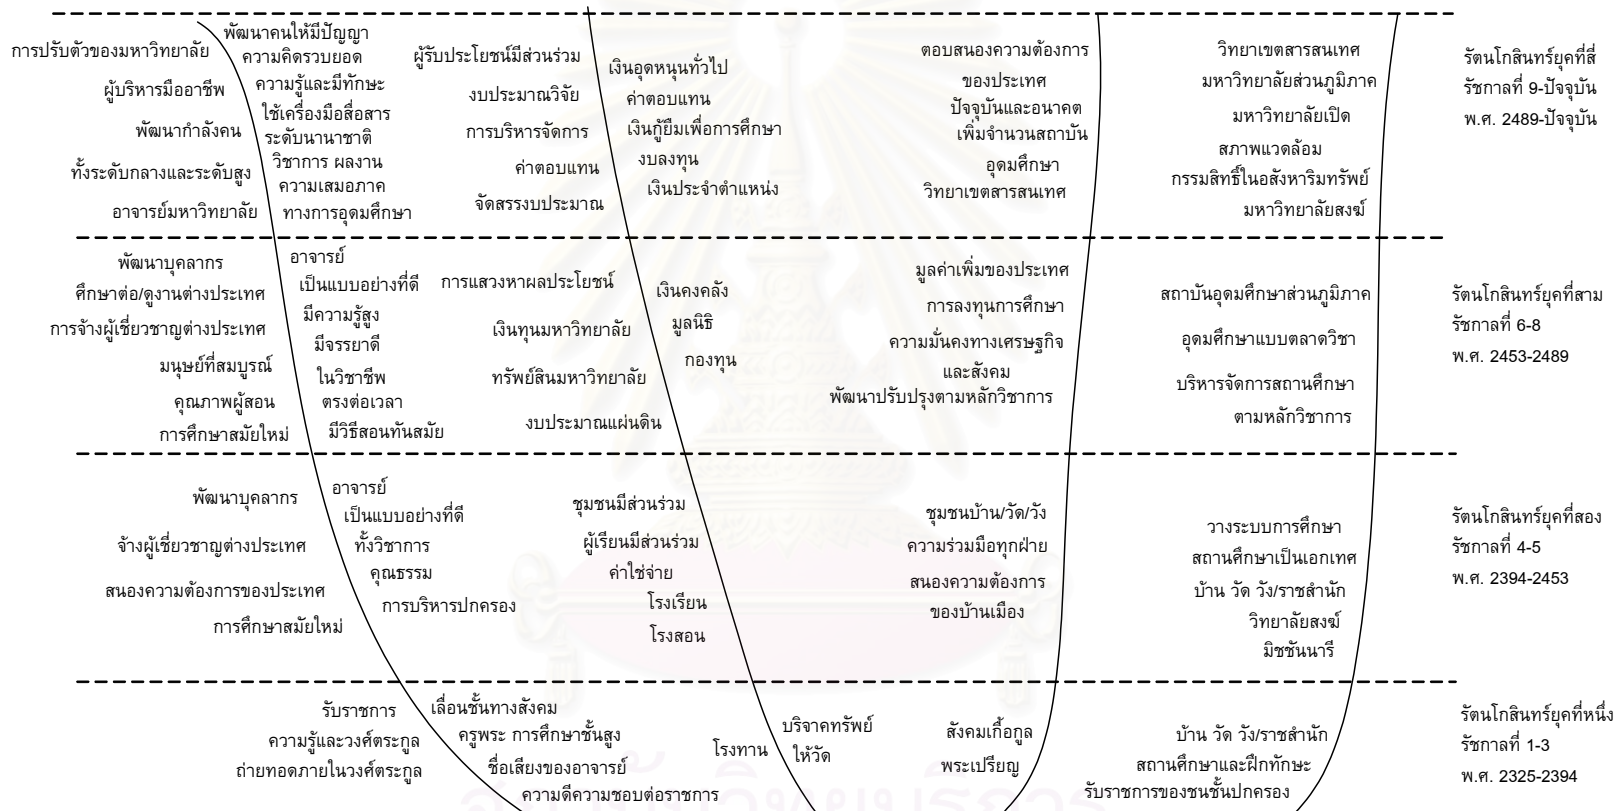 การปรับตัวของมหาวิทยาลัย
ผู้บริหารมืออาชีพ
พัฒนากำลังคน
ทั้งระดับกลางและระดับสูง
อาจารย์มหาวิทยาลัย
พัฒนาคนให้มีปัญญา
ความคิดรวบยอด
ความรู้และมีทักษะ
ใช้เครื่องมือสื่อสาร
ระดับนานาชาติ
วิชาการ ผลงาน
ความเสมอภาค
ทางการอุดมศึกษา
ผู้รับประโยชน์มีส่วนร่วม
งบประมาณวิจัย
การบริหารจัดการ
ค่าตอบแทน
จัดสรรงบประมาณ
เงินอุดหนุนทั่วไป
ค่าตอบแทน
เงินกู้ยืมเพื่อการศึกษา
งบลงทุน
เงินประจำตำแหน่ง
ตอบสนองความต้องการ
ของประเทศ
ปัจจุบันและอนาคต
เพิ่มจำนวนสถาบัน
อุดมศึกษา
วิทยาเขตสารสนเทศ
วิทยาเขตสารสนเทศ
มหาวิทยาลัยส่วนภูมิภาค
มหาวิทยาลัยเปิด
สภาพแวดล้อม
กรรมสิทธิ์ในอสังหาริมทรัพย์
มหาวิทยาลัยสงฆ์
รัตนโกสินทร์ยุคที่สี่
รัชกาลที่ 9-ปัจจุบัน
พ.ศ. 2489-ปัจจุบัน
พัฒนาบุคลากร
ศึกษาต่อ/ดูงานต่างประเทศ
การจ้างผู้เชี่ยวชาญต่างประเทศ
มนุษย์ที่สมบูรณ์
คุณภาพผู้สอน
การศึกษาสมัยใหม่
อาจารย์
เป็นแบบอย่างที่ดี
มีความรู้สูง
มีจรรยาดี
ในวิชาชีพ
ตรงต่อเวลา
มีวิธีสอนทันสมัย
การแสวงหาผลประโยชน์
เงินทุนมหาวิทยาลัย
ทรัพย์สินมหาวิทยาลัย
งบประมาณแผ่นดิน
เงินคงคลัง
มูลนิธิ
กองทุน
มูลค่าเพิ่มของประเทศ
การลงทุนการศึกษา
ความมั่นคงทางเศรษฐกิจ
และสังคม
พัฒนาปรับปรุงตามหลักวิชาการ
สถาบันอุดมศึกษาส่วนภูมิภาค
อุดมศึกษาแบบตลาดวิชา
บริหารจัดการสถานศึกษา
ตามหลักวิชาการ
รัตนโกสินทร์ยุคที่สาม
รัชกาลที่ 6-8
พ.ศ. 2453-2489
พัฒนาบุคลากร
จ้างผู้เชี่ยวชาญต่างประเทศ
สนองความต้องการของประเทศ
การศึกษาสมัยใหม่
อาจารย์
เป็นแบบอย่างที่ดี
ทั้งวิชาการ
คุณธรรม
การบริหารปกครอง
ชุมชนมีส่วนร่วม
ผู้เรียนมีส่วนร่วม
ค่าใช่จ่าย
โรงเรียน
โรงสอน
ชุมชนบ้าน/วัด/วัง
ความร่วมมือทุกฝ่าย
สนองความต้องการ
ของบ้านเมือง
วางระบบการศึกษา
สถานศึกษาเป็นเอกเทศ
บ้าน วัด วัง/ราชสำนัก
วิทยาลัยสงฆ์
มิชชันนารี
รัตนโกสินทร์ยุคที่สอง
รัชกาลที่ 4-5
พ.ศ. 2394-2453
รับราชการ
ความรู้และวงศ์ตระกูล
ถ่ายทอดภายในวงศ์ตระกูล
เลื่อนชั้นทางสังคม
ครูพระ การศึกษาชั้นสูง
ชื่อเสียงของอาจารย์
ความดีความชอบต่อราชการ
โรงทาน
บริจาคทรัพย์
ให้วัด
สังคมเกื้อกูล
พระเปรียญ
บ้าน วัด วัง/ราชสำนัก
สถานศึกษาและฝึกทักษะ
รับราชการของชนชั้นปกครอง
รัตนโกสินทร์ยุคที่หนึ่ง
รัชกาลที่ 1-3
พ.ศ. 2325-2394